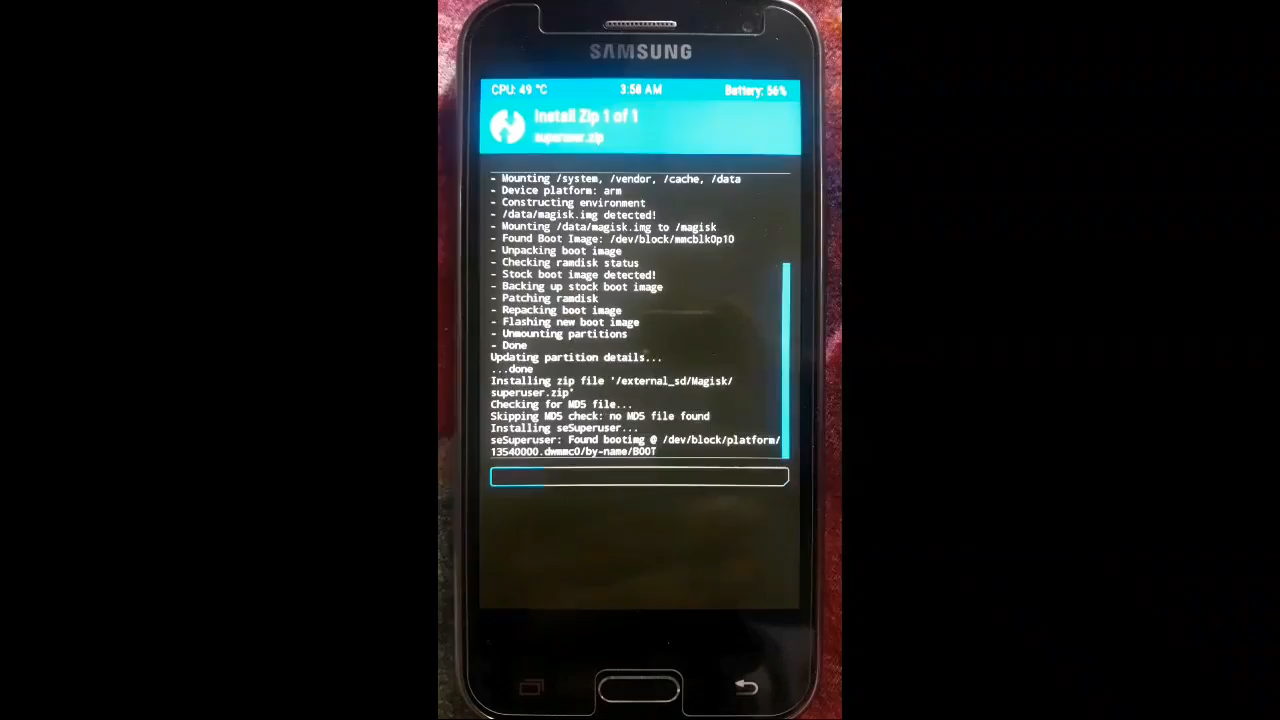 SAMSUNG
CPU: 49 °C 3:58 AM Battery: 56%
Install Zip 1 of 1
superuser.zip
- Mounting /system, /vendor, /cache, /data
- Device platform: arm
- Constructing environment
- /data/magisk.img detected!
- Mounting /data/magisk.img to /magisk
- Found Boot Image: /dev/block/mmcblk0p10
- Unpacking boot image
- Checking ramdisk status
- Stock boot image detected!
- Backing up stock boot image
- Patching ramdisk
- Repacking boot image
- Flashing new boot image
- Unmounting partitions
- Done
Updating partition details...
...done
Installing zip file '/external_sd/Magisk/
superuser.zip'
Checking for MD5 file...
Skipping MD5 check: no MD5 file found
Installing seSuperuser...
seSuperuser: Found bootimg @ /dev/block/platform/
13540000.dwmmc0/by-name/BOOT